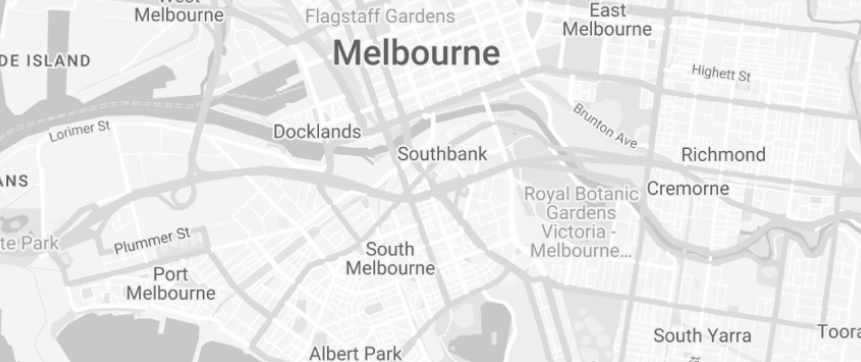 West
Melbourne
Flagstaff Gardens
East
Melbourne
Melbourne
DE ISLAND
Highett St
Brunton Ave
Lorimer St
Docklands
Southbank
Richmond
ANS
Cremorne
Royal Botanic
Gardens
Victoria -
Melbourne...
te Park
Plummer St
South
Melbourne
Port
Melbourne
South Yarra
Toora
Albert Park